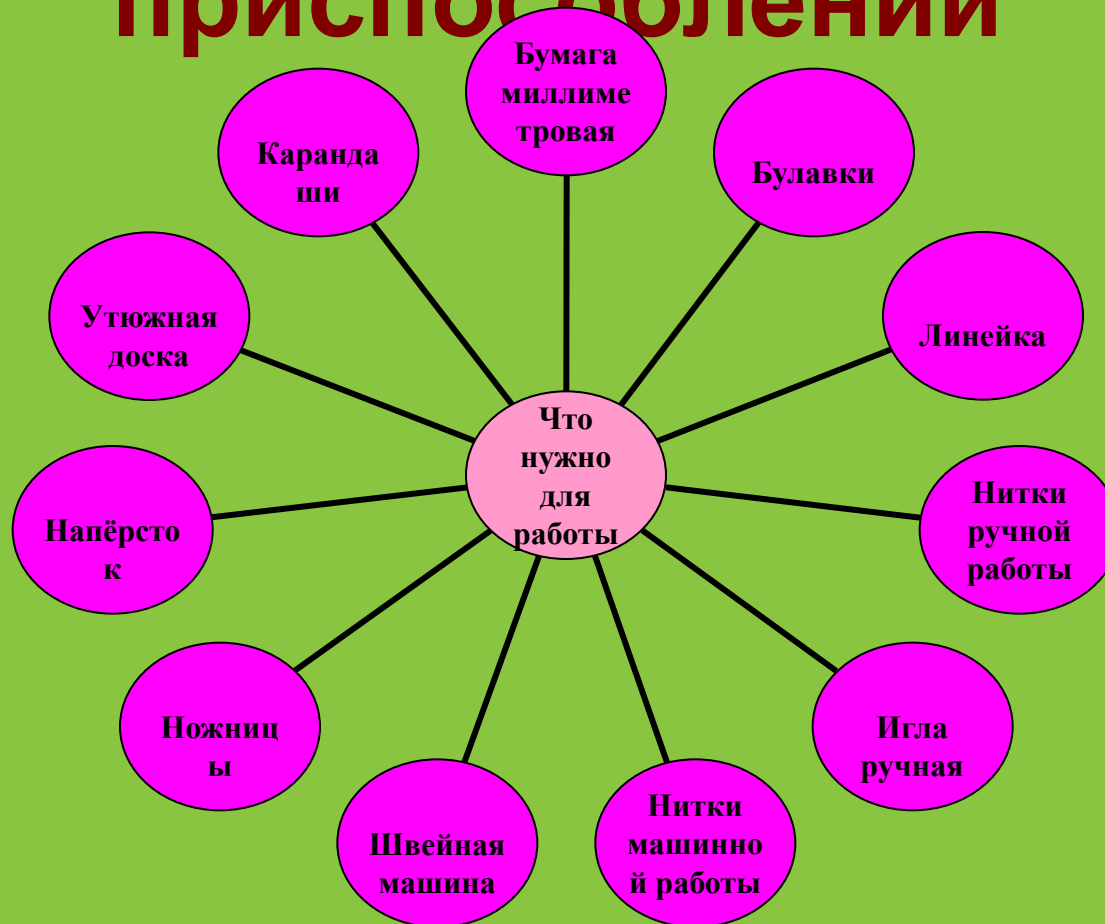 приспособлений
Бумага
миллиме
тровая
Каранда
ши
Булавки
Утюжная
доска
Линейка
Что
нужно
для
работы
Напёрсто
к
Нитки
ручной
работы
Ножниц
ы
Игла
ручная
Швейная
машина
Нитки
машинно
й работы